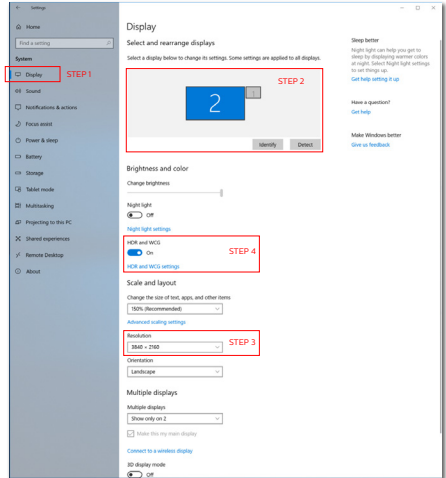 Settings
Home
Find a setting
System
Display
STEP 1
Sound
Notifications & actions
Focus assist
Power & sleep
Battery
Storage
Tablet mode
Multitasking
Projecting to this PC
Shared experiences
Remote Desktop
About
Display
Select and rearrange displays
Select a display below to change its settings. Some settings are applied to all displays.
STEP 2
2
1
Identify
Detect
Brightness and color
Change brightness
Night light
Off
Night light settings
HDR and WCG
On
STEP 4
HDR and WCG settings
Scale and layout
Change the size of text, apps, and other items
150% (Recommended)
Advanced scaling settings
Resolution
3840 × 2160
STEP 3
Orientation
Landscape
Multiple displays
Multiple displays
Show only on 2
Make this my main display
Connect to a wireless display
3D display mode
Off
Sleep better
Night light can help you get to
sleep by displaying warmer colors
at night. Select Night light settings
to set things up.
Get help setting it up
Have a question?
Get help
Make Windows better
Give us feedback